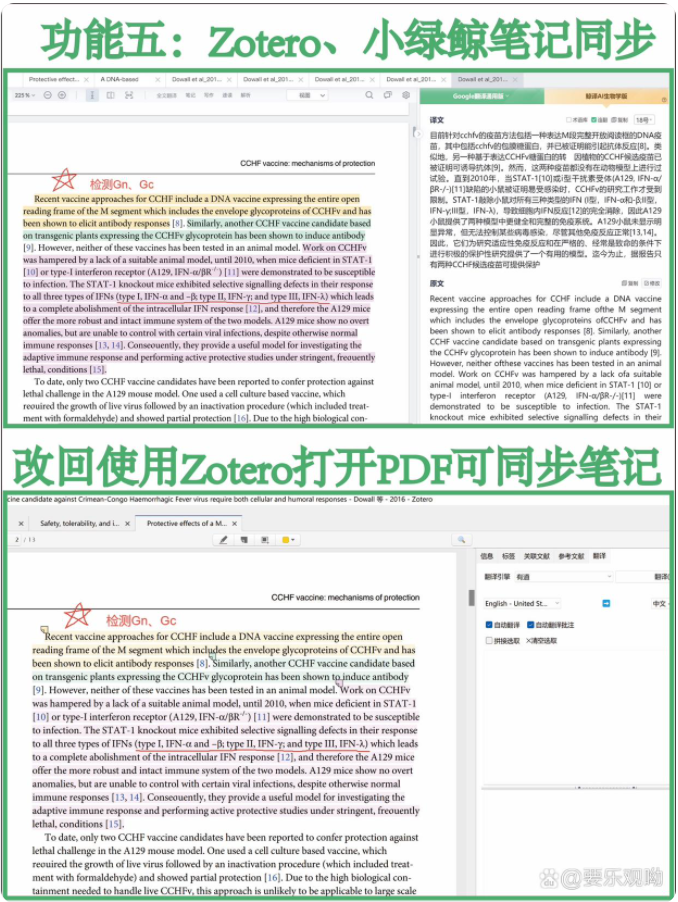 功能五：Zotero、小绿鲸笔记同步
Protective effect...
A DNA-based
Dowall et al_201...
Dowall et al_201...
Dowall et al_201...
Dowall et al_201...
Dowall et al_201...
225 %
标题
Google翻译通用版
翻译AI生物学版
译文
术语库
复制
18号
CCHF vaccine: mechanisms of protection
检测Gn、Gc
Recent vaccine approaches for CCHF include a DNA vaccine expressing the entire open
reading frame of the M segment which includes the envelope glycoproteins of CCHFv and has
been shown to elicit antibody responses [8]. Similarly, another CCHF vaccine candidate based
on transgenic plants expressing the CCHFv glycoprotein has been shown to induce antibody
[9]. However, neither of these vaccines has been tested in an animal model. Work on CCHFv
was hampered by a lack of a suitable animal model, until 2010, when mice deficient in STAT-1
[10] or type-I interferon receptor (A129, IFN-α/βR⁻/⁻) [11] were demonstrated to be susceptible
to infection. The STAT-1 knockout mice exhibited selective signalling defects in their response
to all three types of IFNs (type I, IFN-α and –β; type II, IFN-γ; and type III, IFN-λ) which leads
to a complete abolishment of the intracellular IFN response [12], and therefore the A129 mice
offer the more robust and intact immune system of the two models. A129 mice show no overt
anomalies, but are unable to control with certain viral infections, despite otherwise normal
immune responses [13, 14]. Consequently, they provide a useful model for investigating the
adaptive immune response and performing active protective studies under stringent, frequently
lethal, conditions [15].
To date, only two CCHF vaccine candidates have been reported to confer protection against
lethal challenge in the A129 mouse model. One used a cell culture based vaccine, which
reouired the growth of live virus followed by an inactivation procedure (which included treat-
ment with formaldehyde) and showed partial protection [16]. Due to the high biological con-
目前针对cchfv的疫苗方法包括一种表达M段完整开放阅读框的DNA疫
苗，其中包括cchfv的包膜糖蛋白，并已被证明能引起抗体反应[8]。类
似地，另一种基于表达CCHFv糖蛋白的转 因植物的CCHF候选疫苗已
被证明可诱导抗体[9]。然而，这两种疫苗都没有在动物模型上进行过
试验。直到2010年，当STAT-1[10]或i型干扰素受体(A129, IFN-α/
βR-/-)[11]缺陷的小鼠被证明易受感染时，CCHFv的研究工作才受到
限制。STAT-1敲除小鼠对所有三种类型的IFN (I型，IFN-α和-β;II型，
IFN-γ;III型，IFN-λ)，导致细胞内IFN反应[12]的完全消除，因此A129
小鼠提供了两种模型中更健全和完整的免疫系统。A129小鼠未显示明
显异常，但无法控制某些病毒感染，尽管其他免疫反应正常[13,14]。
因此，它们为研究适应性免疫反应和在严格的、经常是致命的条件下
进行积极的保护性研究提供了一个有用的模型。迄今为止，据报告只
有两种CCHF候选疫苗可提供保护
原文
复制
修改
Recent vaccine approaches for CCHF include a DNA vaccine
expressing the entire open reading frame ofthe M segment
which includes the envelope glycoproteins ofCCHFv and has
been shown to elicit antibody responses [8]. Similarly, another
CCHF vaccine candidate based on transgenic plants expressing
the CCHFv glycoprotein has been shown to induce antibody [9].
However, neither ofthese vaccines has been tested in an animal
model. Work on CCHFv was hampered by a lack ofa suitable
animal model, until 2010, when mice deficient in STAT-1 [10] or
type-I interferon receptor (A129, IFN-α/βR-/-)[11] were
demonstrated to be susceptible to infection. The STAT-1
knockout mice exhibited selective signalling defects in their
改回使用Zotero打开PDF可同步笔记
cine candidate against Crimean-Congo Haemorrhagic Fever virus require both cellular and humoral responses - Dowall 等 - 2016 - Zotero
Safety, tolerability, and i...
Protective effects of a M...
2 / 13
信息 标签 关联文献 参考文献 翻译
翻译引擎 有道
翻译
English - United St...
中文 -
自动翻译 自动翻译批注
拼接选取 ×清空选取
CCHF vaccine: mechanisms of protection
检测Gn、Gc
Recent vaccine approaches for CCHF include a DNA vaccine expressing the entire open
reading frame of the M segment which includes the envelope glycoproteins of CCHFv and has
been shown to elicit antibody responses [8]. Similarly, another CCHF vaccine candidate based
on transgenic plants expressing the CCHFv glycoprotein has been shown to induce antibody
[9]. However, neither of these vaccines has been tested in an animal model. Work on CCHFv
was hampered by a lack of a suitable animal model, until 2010, when mice deficient in STAT-1
[10] or type-I interferon receptor (A129, IFN-α/βR⁻/⁻) [11] were demonstrated to be susceptible
to infection. The STAT-1 knockout mice exhibited selective signalling defects in their response
to all three types of IFNs (type I, IFN-α and –β; type II, IFN-γ; and type III, IFN-λ) which leads
to a complete abolishment of the intracellular IFN response [12], and therefore the A129 mice
offer the more robust and intact immune system of the two models. A129 mice show no overt
anomalies, but are unable to control with certain viral infections, despite otherwise normal
immune responses [13, 14]. Consequently, they provide a useful model for investigating the
adaptive immune response and performing active protective studies under stringent, frequently
lethal, conditions [15].
To date, only two CCHF vaccine candidates have been reported to confer protection against
lethal challenge in the A129 mouse model. One used a cell culture based vaccine, which
reouired the growth of live virus followed by an inactivation procedure (which included treat-
ment with formaldehyde) and showed partial protection [16]. Due to the high biological con-
tainment needed to handle live CCHFv, this approach is unlikely to be applicable to large scale
@要乐观呦